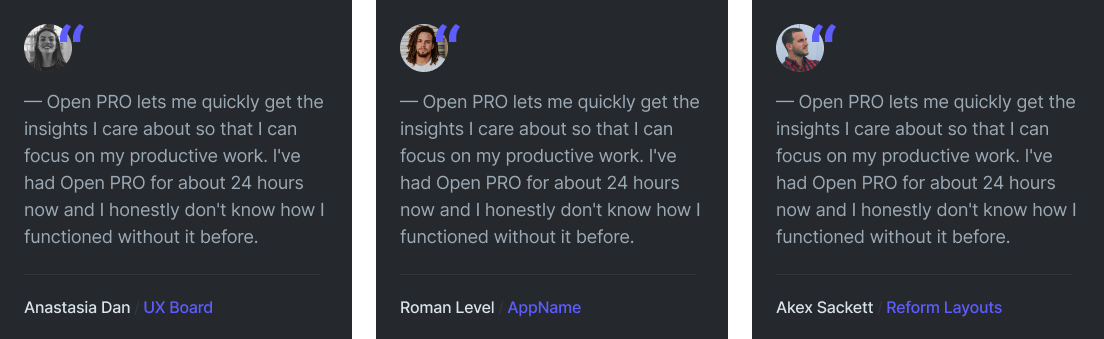 — Open PRO lets me quickly get the
insights I care about so that I can
focus on my productive work. I've
had Open PRO for about 24 hours
now and I honestly don't know how I
functioned without it before.
Anastasia Dan / UX Board
— Open PRO lets me quickly get the
insights I care about so that I can
focus on my productive work. I've
had Open PRO for about 24 hours
now and I honestly don't know how I
functioned without it before.
Roman Level / AppName
— Open PRO lets me quickly get the
insights I care about so that I can
focus on my productive work. I've
had Open PRO for about 24 hours
now and I honestly don't know how I
functioned without it before.
Akex Sackett / Reform Layouts